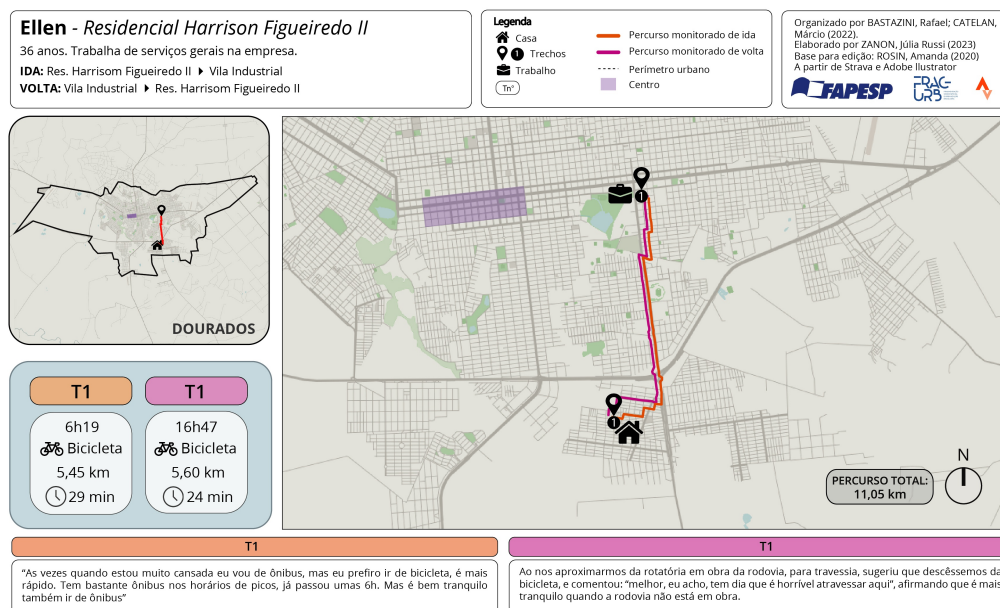 Ellen - Residencial Harrison Figueiredo II
36 anos. Trabalha de serviços gerais na empresa.
IDA: Res. Harrisom Figueiredo II Vila Industrial
VOLTA: Vila Industrial Res. Harrisom Figueiredo II
Legenda
Casa
1 Trechos
Trabalho
Tnº
Percurso monitorado de ida
Percurso monitorado de volta
Perímetro urbano
Centro
Organizado por BASTAZINI, Rafael; CATELAN,
Márcio (2022).
Elaborado por ZANON, Júlia Russi (2023)
Base para edição: ROSIN, Amanda (2020)
A partir de Strava e Adobe Ilustrator
FAPESP
FRAG-
URB
DOURADOS
1
1
N
PERCURSO TOTAL:
11,05 km
T1
6h19
Bicicleta
5,45 km
29 min
T1
16h47
Bicicleta
5,60 km
24 min
T1
“As vezes quando estou muito cansada eu vou de ônibus, mas eu prefiro ir de bicicleta, é mais
rápido. Tem bastante ônibus nos horários de picos, já passou umas 6h. Mas é bem tranquilo
também ir de ônibus”
T1
Ao nos aproximarmos da rotatória em obra da rodovia, para travessia, sugeriu que descêssemos da
bicicleta, e comentou: “melhor, eu acho, tem dia que é horrível atravessar aqui”, afirmando que é mais
tranquilo quando a rodovia não está em obra.